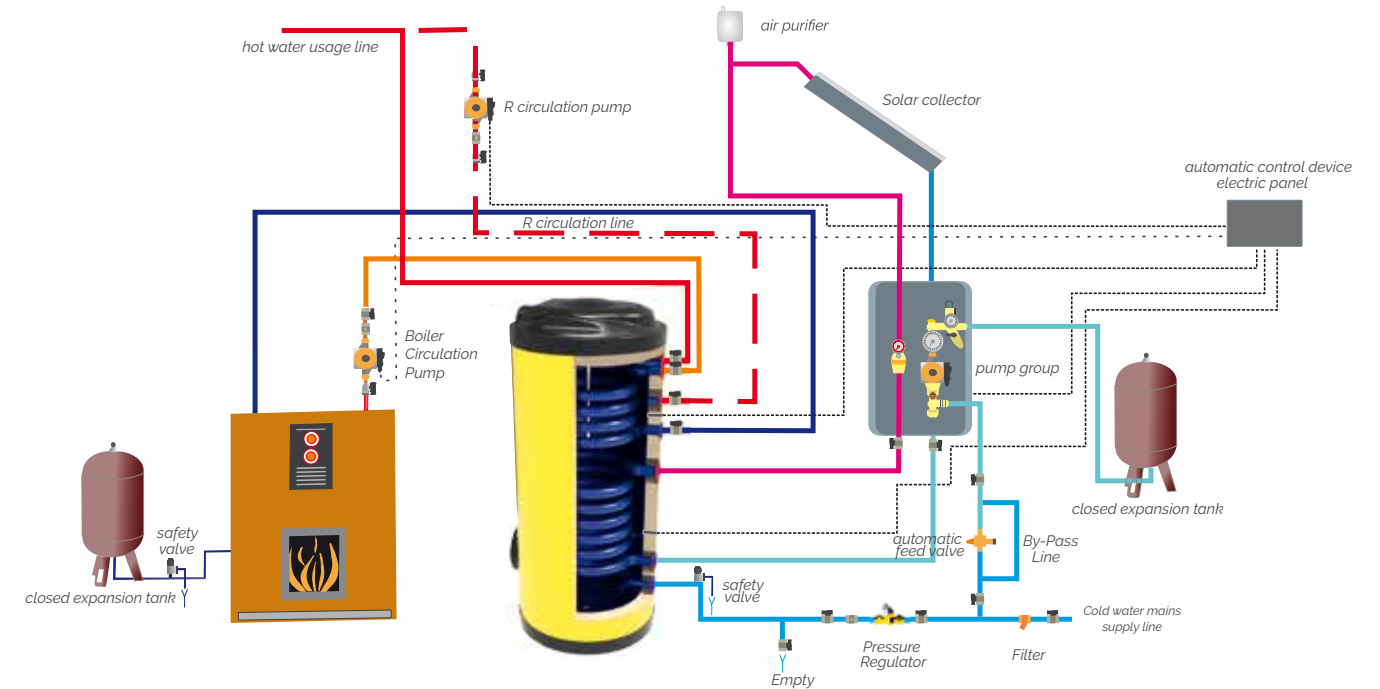 air purifier
hot water usage line
Solar collector
R circulation pump
automatic control device
electric panel
R circulation line
Boiler
Circulation
Pump
pump group
closed expansion tank
safety
valve
automatic
feed valve
By-Pass
Line
safety
valve
closed expansion tank
Cold water mains
supply line
Pressure
Regulator
Filter
Empty